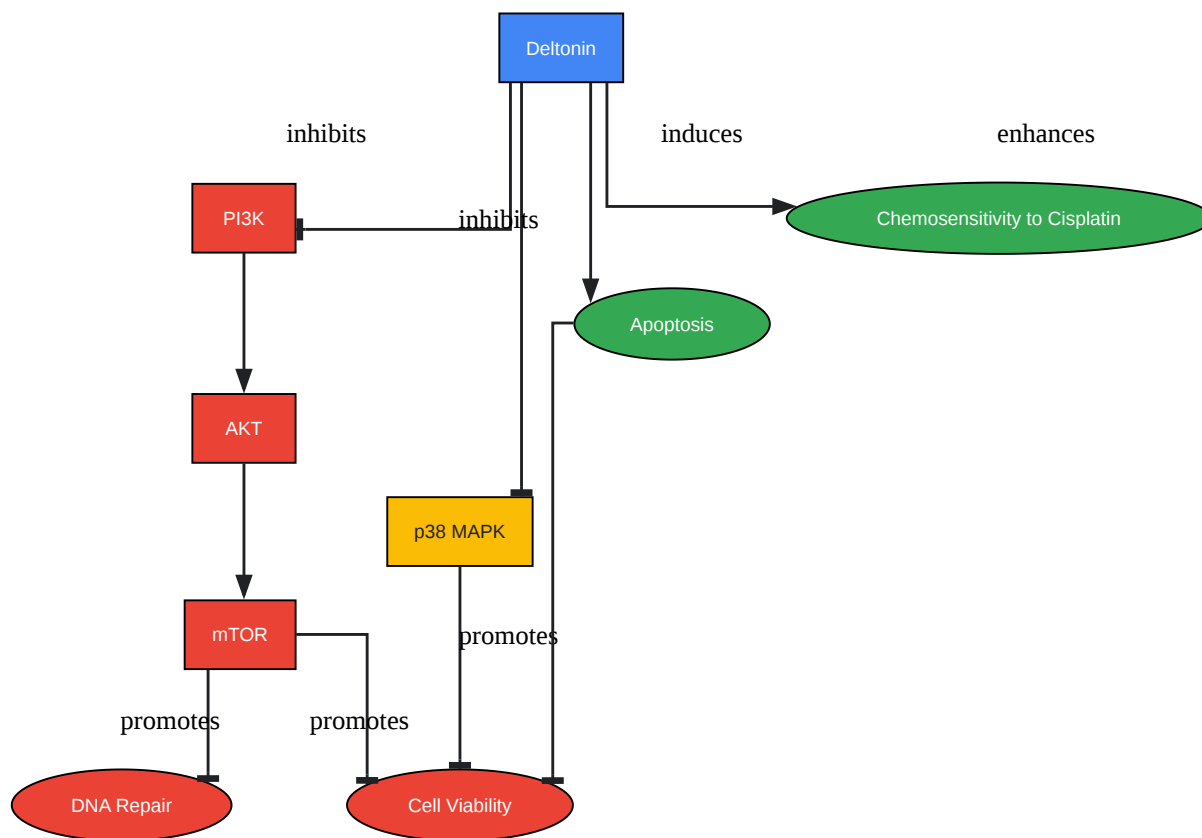 Deltonin
inhibits
induces
enhances
PI3K
inhibits
Chemosensitivity to Cisplatin
Apoptosis
AKT
p38 MAPK
mTOR
promotes
promotes
promotes
DNA Repair
Cell Viability